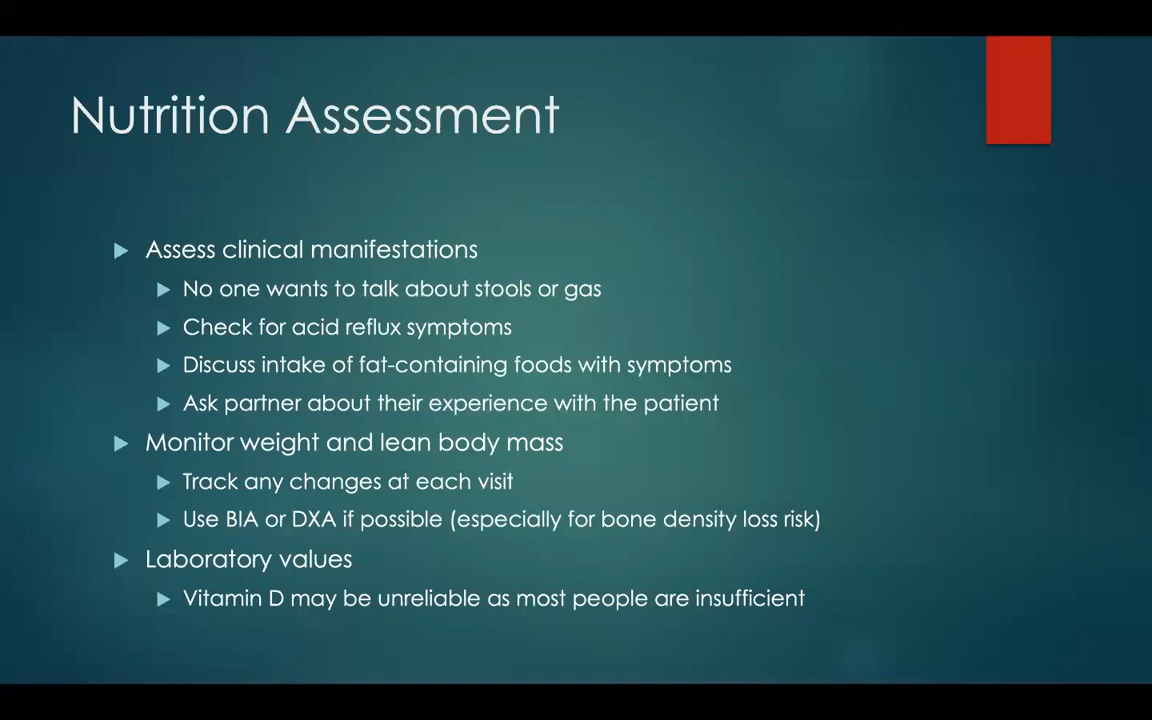 Nutrition Assessment
Assess clinical manifestations
No one wants to talk about stools or gas
Check for acid reflux symptoms
Discuss intake of fat-containing foods with symptoms
Ask partner about their experience with the patient
Monitor weight and lean body mass
Track any changes at each visit
Use BIA or DXA if possible (especially for bone density loss risk)
Laboratory values
Vitamin D may be unreliable as most people are insufficient